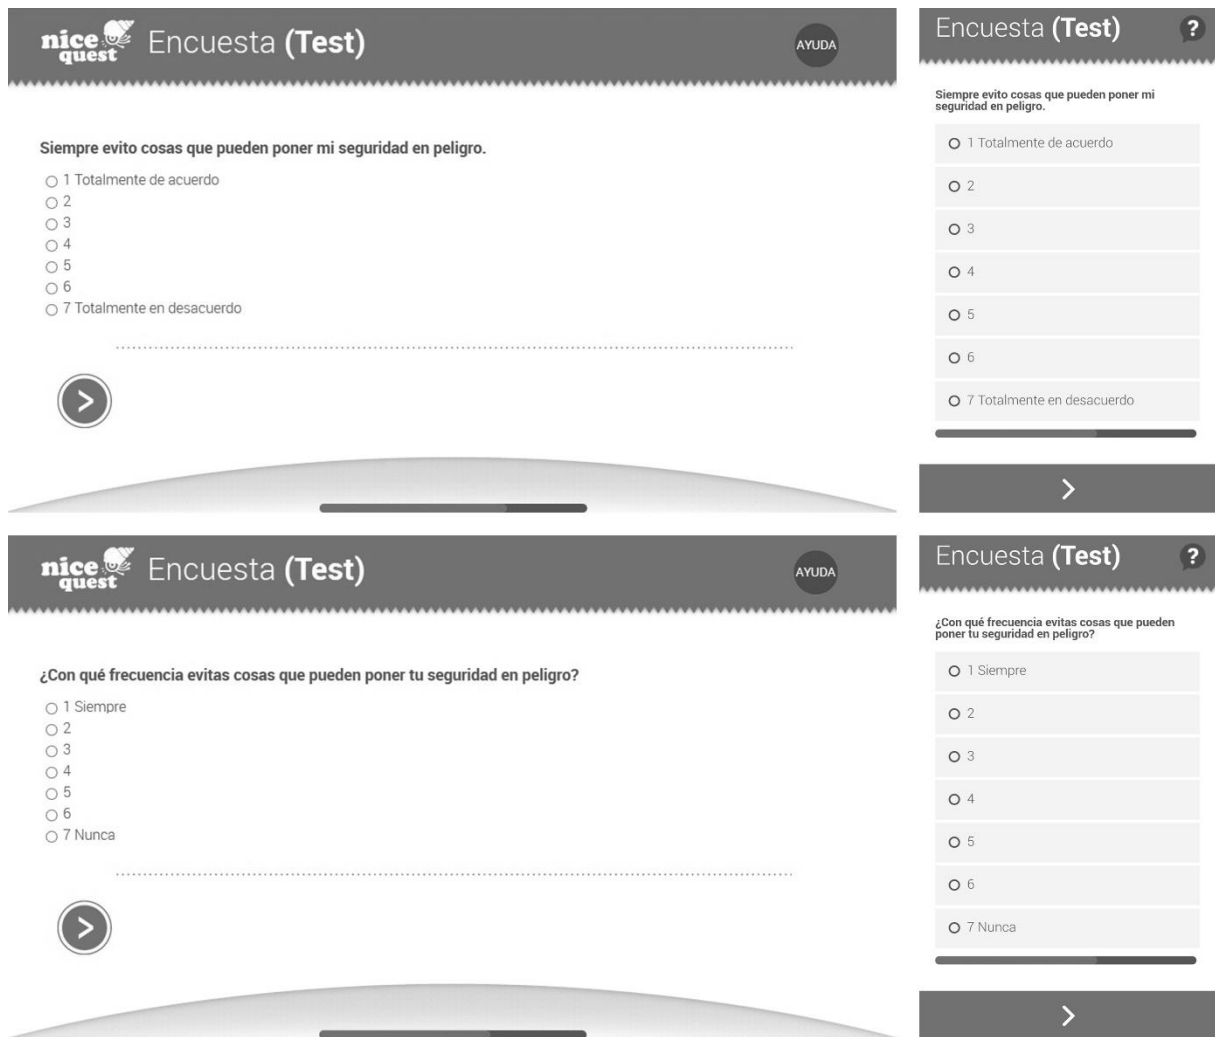 nice quest Encuesta (Test)
AYUDA
Siempre evito cosas que pueden poner mi seguridad en peligro.
1 Totalmente de acuerdo
2
3
4
5
6
7 Totalmente en desacuerdo
>
Encuesta (Test)
?
Siempre evito cosas que pueden poner mi
seguridad en peligro.
1 Totalmente de acuerdo
2
3
4
5
6
7 Totalmente en desacuerdo
>
nice quest Encuesta (Test)
AYUDA
¿Con qué frecuencia evitas cosas que pueden poner tu seguridad en peligro?
1 Siempre
2
3
4
5
6
7 Nunca
>
Encuesta (Test)
?
¿Con qué frecuencia evitas cosas que pueden
poner tu seguridad en peligro?
1 Siempre
2
3
4
5
6
7 Nunca
>